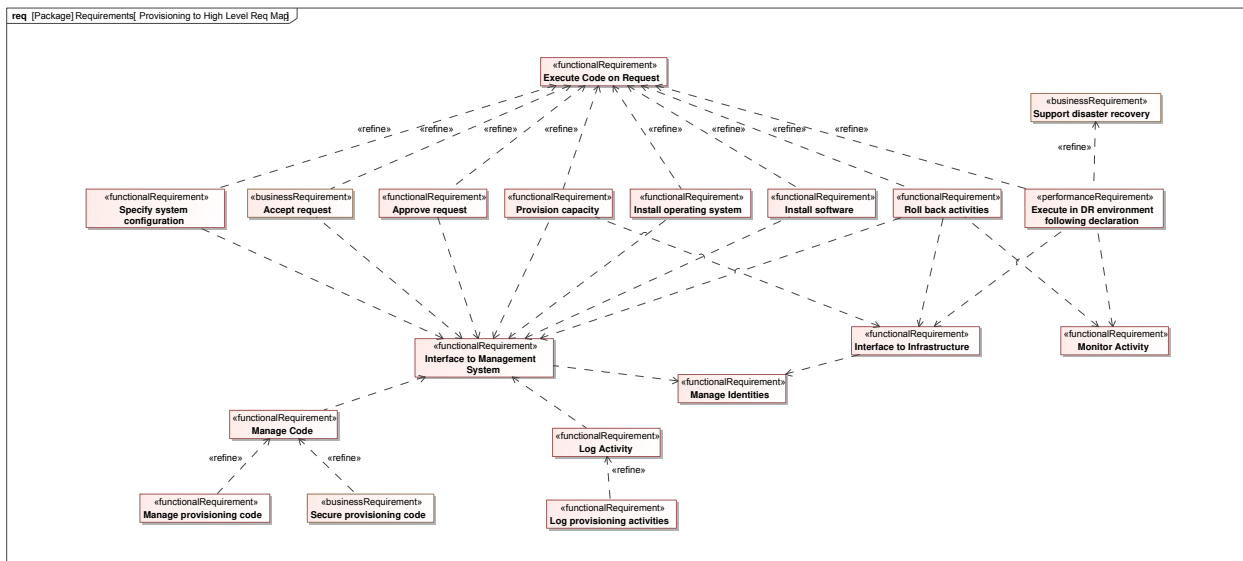 req [Package] Requirements[ Provisioning to High Level Req Map]
«functionalRequirement»
Execute Code on Request
«businessRequirement»
Support disaster recovery
«refine»
«refine»
«refine»
«refine»
«refine»
«refine»
«refine»
«refine»
«refine»
«functionalRequirement»
Specify system
configuration
«businessRequirement»
Accept request
«functionalRequirement»
Approve request
«functionalRequirement»
Provision capacity
«functionalRequirement»
Install operating system
«functionalRequirement»
Install software
«functionalRequirement»
Roll back activities
«performanceRequirement»
Execute in DR environment
following declaration
«functionalRequirement»
Interface to Management
System
«functionalRequirement»
Interface to Infrastructure
«functionalRequirement»
Monitor Activity
«functionalRequirement»
Manage Identities
«functionalRequirement»
Manage Code
«functionalRequirement»
Log Activity
«refine»
«refine»
«refine»
«functionalRequirement»
Manage provisioning code
«businessRequirement»
Secure provisioning code
«functionalRequirement»
Log provisioning activities